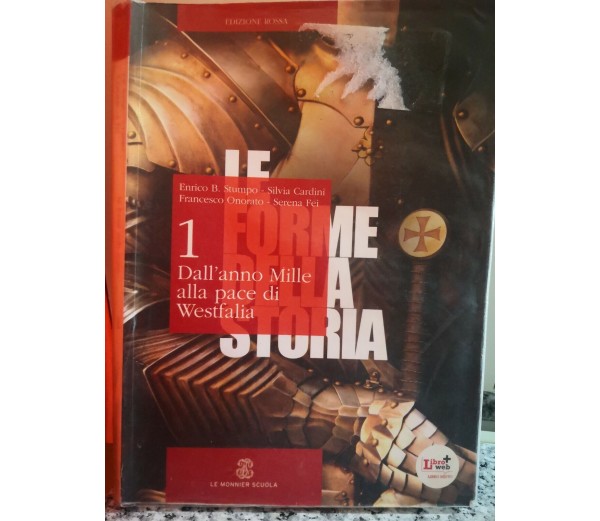 EDIZIONE ROSSA
LE
FORME
DELLA
STORIA
Enrico B. Stumpo - Silvia Cardini
Francesco Onorato - Serena Fei
1
Dall'anno Mille
alla pace di
Westfalia
Libro+
web
LE MONNIER SCUOLA